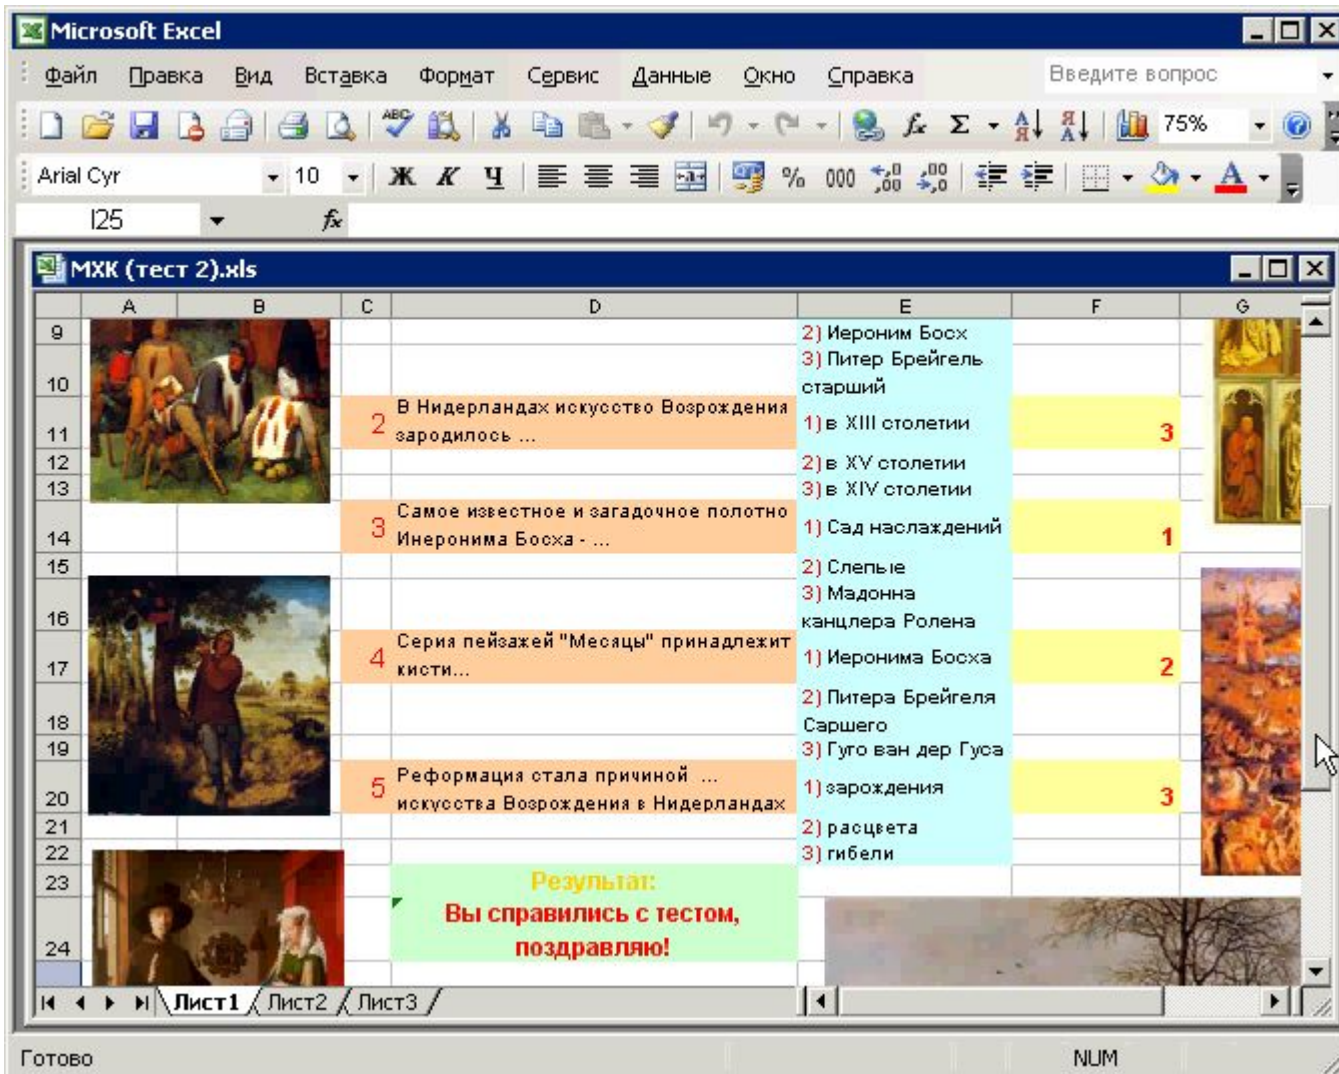 Microsoft Excel
Файл Правка Вид Вставка Формат Сервис Данные Окно Справка Введите вопрос
75%
Arial Cyr 10 Ж К Ч % 000
I25 fx
МХК (тест 2).xls
A B C D E F G
9 2) Иероним Босх
3) Питер Брейгель
10 старший
В Нидерландах искусство Возрождения
11 2 зародилось ... 1) в XIII столетии 3
12 2) в XV столетии
13 3) в XIV столетии
Самое известное и загадочное полотно
14 3 Инеронима Босха - ... 1) Сад наслаждений 1
15 2) Слепые
3) Мадонна
16 канцлера Ролена
Серия пейзажей "Месяцы" принадлежит
17 4 кисти... 1) Иеронима Босха 2
2) Питера Брейгеля
18 Саршего
19 3) Гуго ван дер Гуса
Реформация стала причиной ...
20 5 искусства Возрождения в Нидерландах 1) зарождения 3
21 2) расцвета
22 3) гибели
23 Результат:
Вы справились с тестом,
24 поздравляю!
Лист1 Лист2 Лист3
Готово NUM